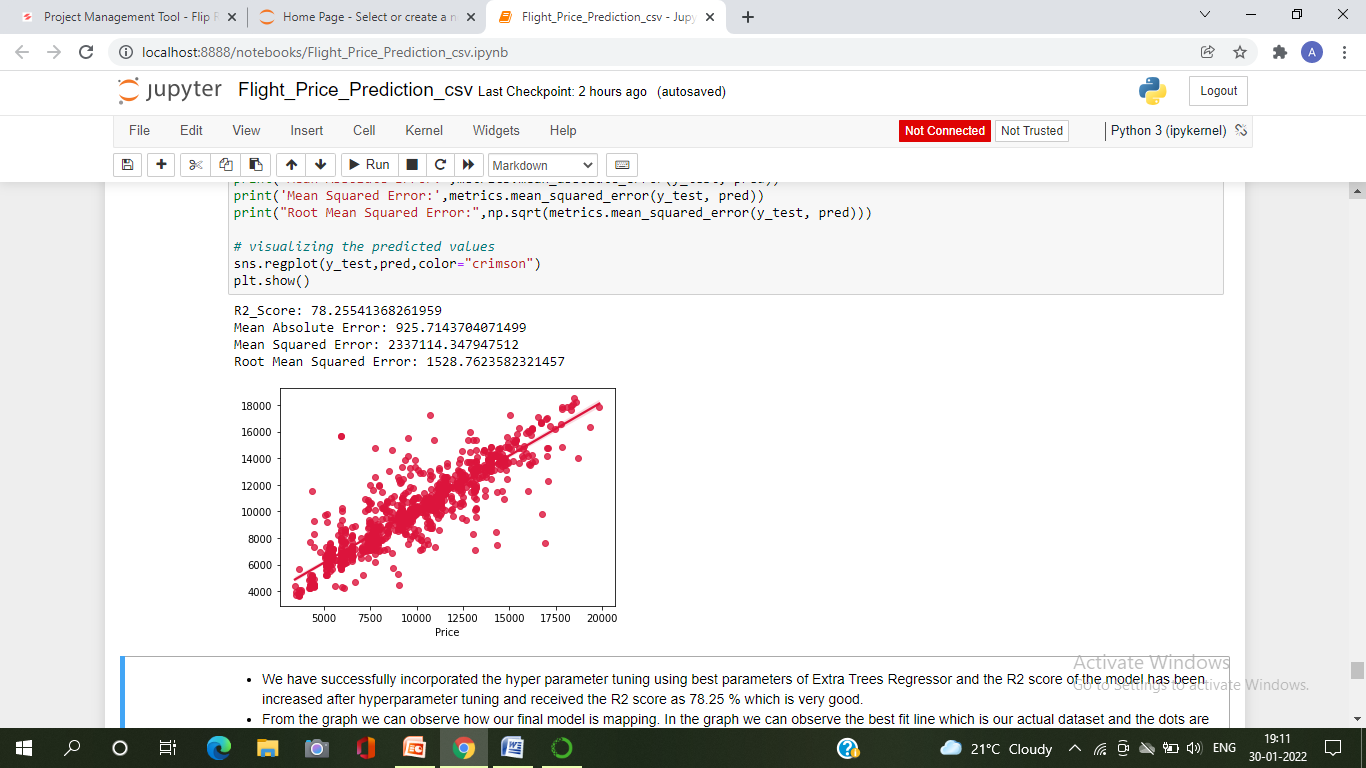 Project Management Tool - Flip R
Home Page - Select or create a n
Flight_Price_Prediction_csv - Jupy
localhost:8888/notebooks/Flight_Price_Prediction_csv.ipynb
A
jupyter Flight_Price_Prediction_csv Last Checkpoint: 2 hours ago (autosaved)
Logout
File Edit View Insert Cell Kernel Widgets Help
Not Connected Not Trusted Python 3 (ipykernel)
Run Markdown
print('Mean Absolute Error:',metrics.mean_absolute_error(y_test, pred))
print('Mean Squared Error:',metrics.mean_squared_error(y_test, pred))
print("Root Mean Squared Error:",np.sqrt(metrics.mean_squared_error(y_test, pred)))
# visualizing the predicted values
sns.regplot(y_test,pred,color="crimson")
plt.show()
R2_Score: 78.25541368261959
Mean Absolute Error: 925.7143704071499
Mean Squared Error: 2337114.347947512
Root Mean Squared Error: 1528.7623582321457
18000
16000
14000
12000
10000
8000
6000
4000
5000 7500 10000 12500 15000 17500 20000
Price
Activate Windows
Go to Settings to activate Windows.
• We have successfully incorporated the hyper parameter tuning using best parameters of Extra Trees Regressor and the R2 score of the model has been
increased after hyperparameter tuning and received the R2 score as 78.25 % which is very good.
• From the graph we can observe how our final model is mapping. In the graph we can observe the best fit line which is our actual dataset and the dots are
21°C Cloudy
ENG
19:11
30-01-2022